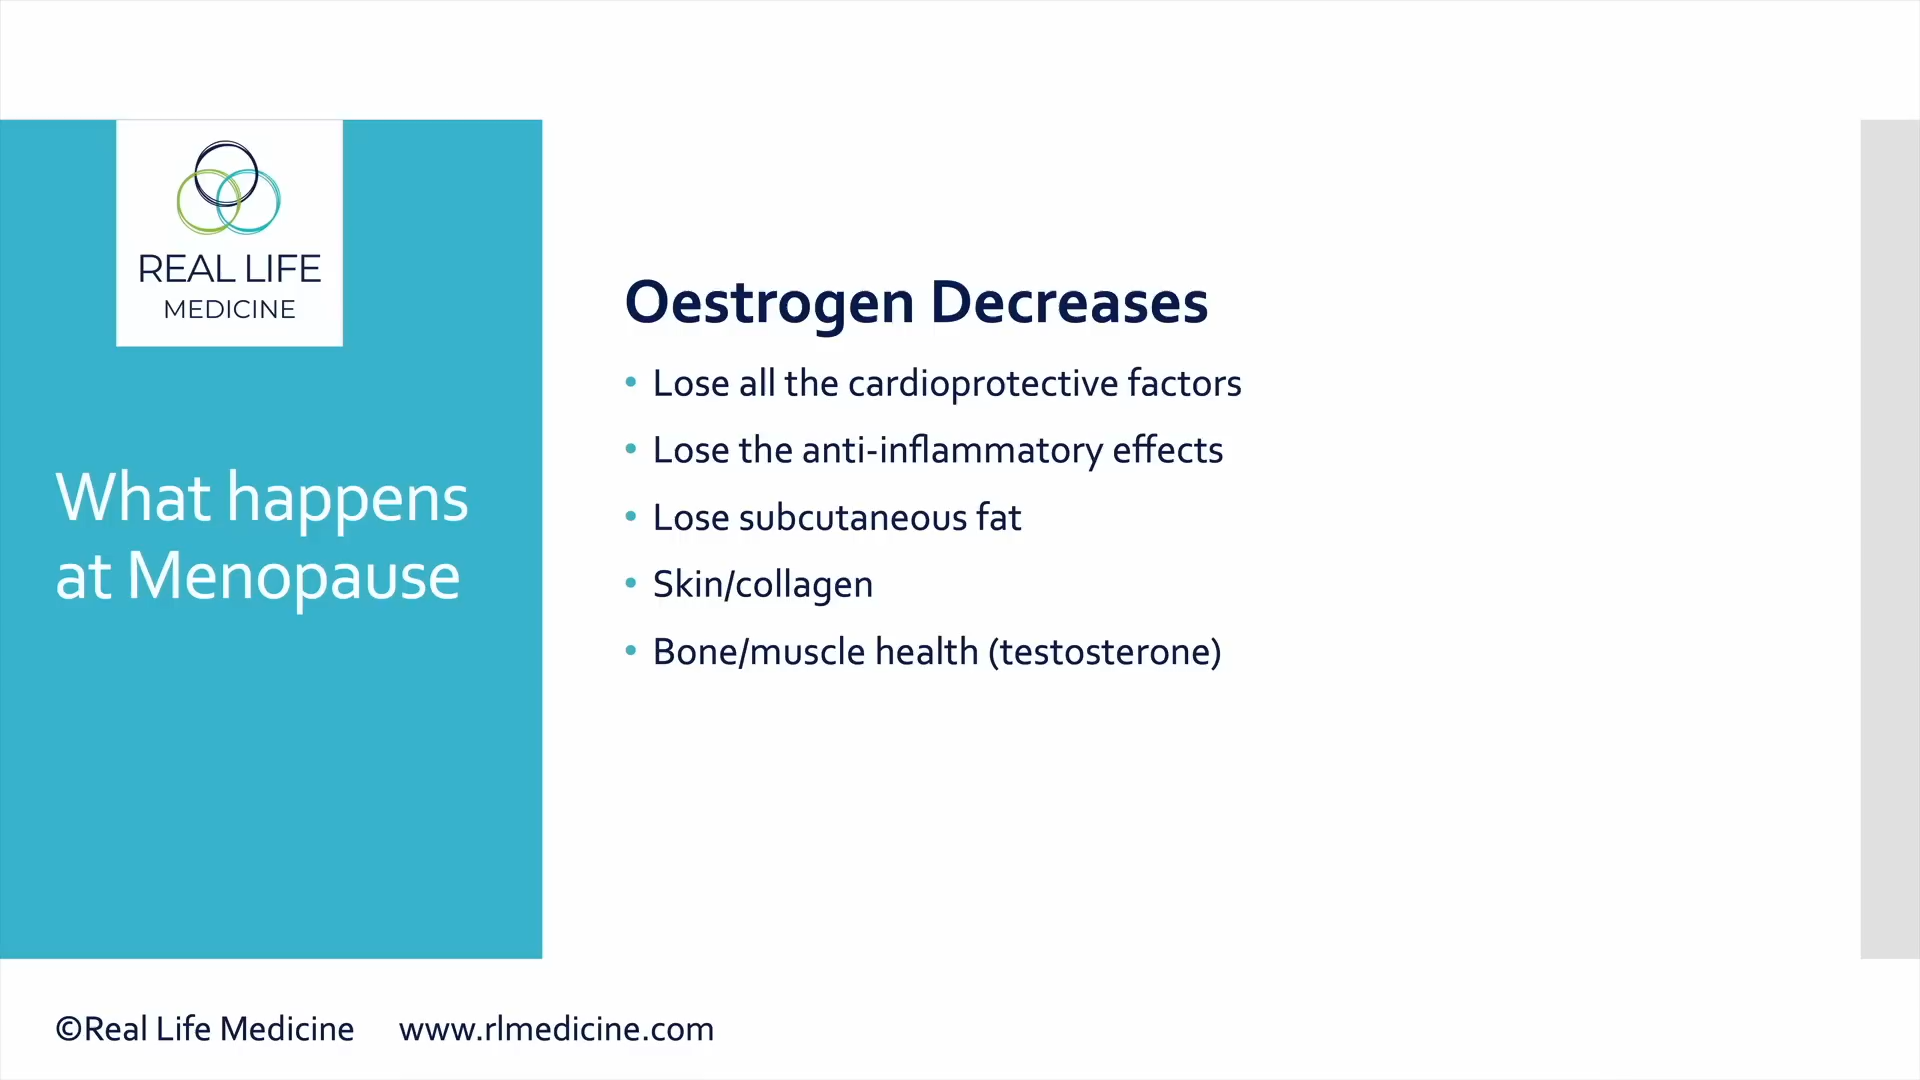 REAL LIFE
MEDICINE
What happens
at Menopause
Oestrogen Decreases
• Lose all the cardioprotective factors
• Lose the anti-inflammatory effects
• Lose subcutaneous fat
• Skin/collagen
• Bone/muscle health (testosterone)
©Real Life Medicine www.rlmedicine.com